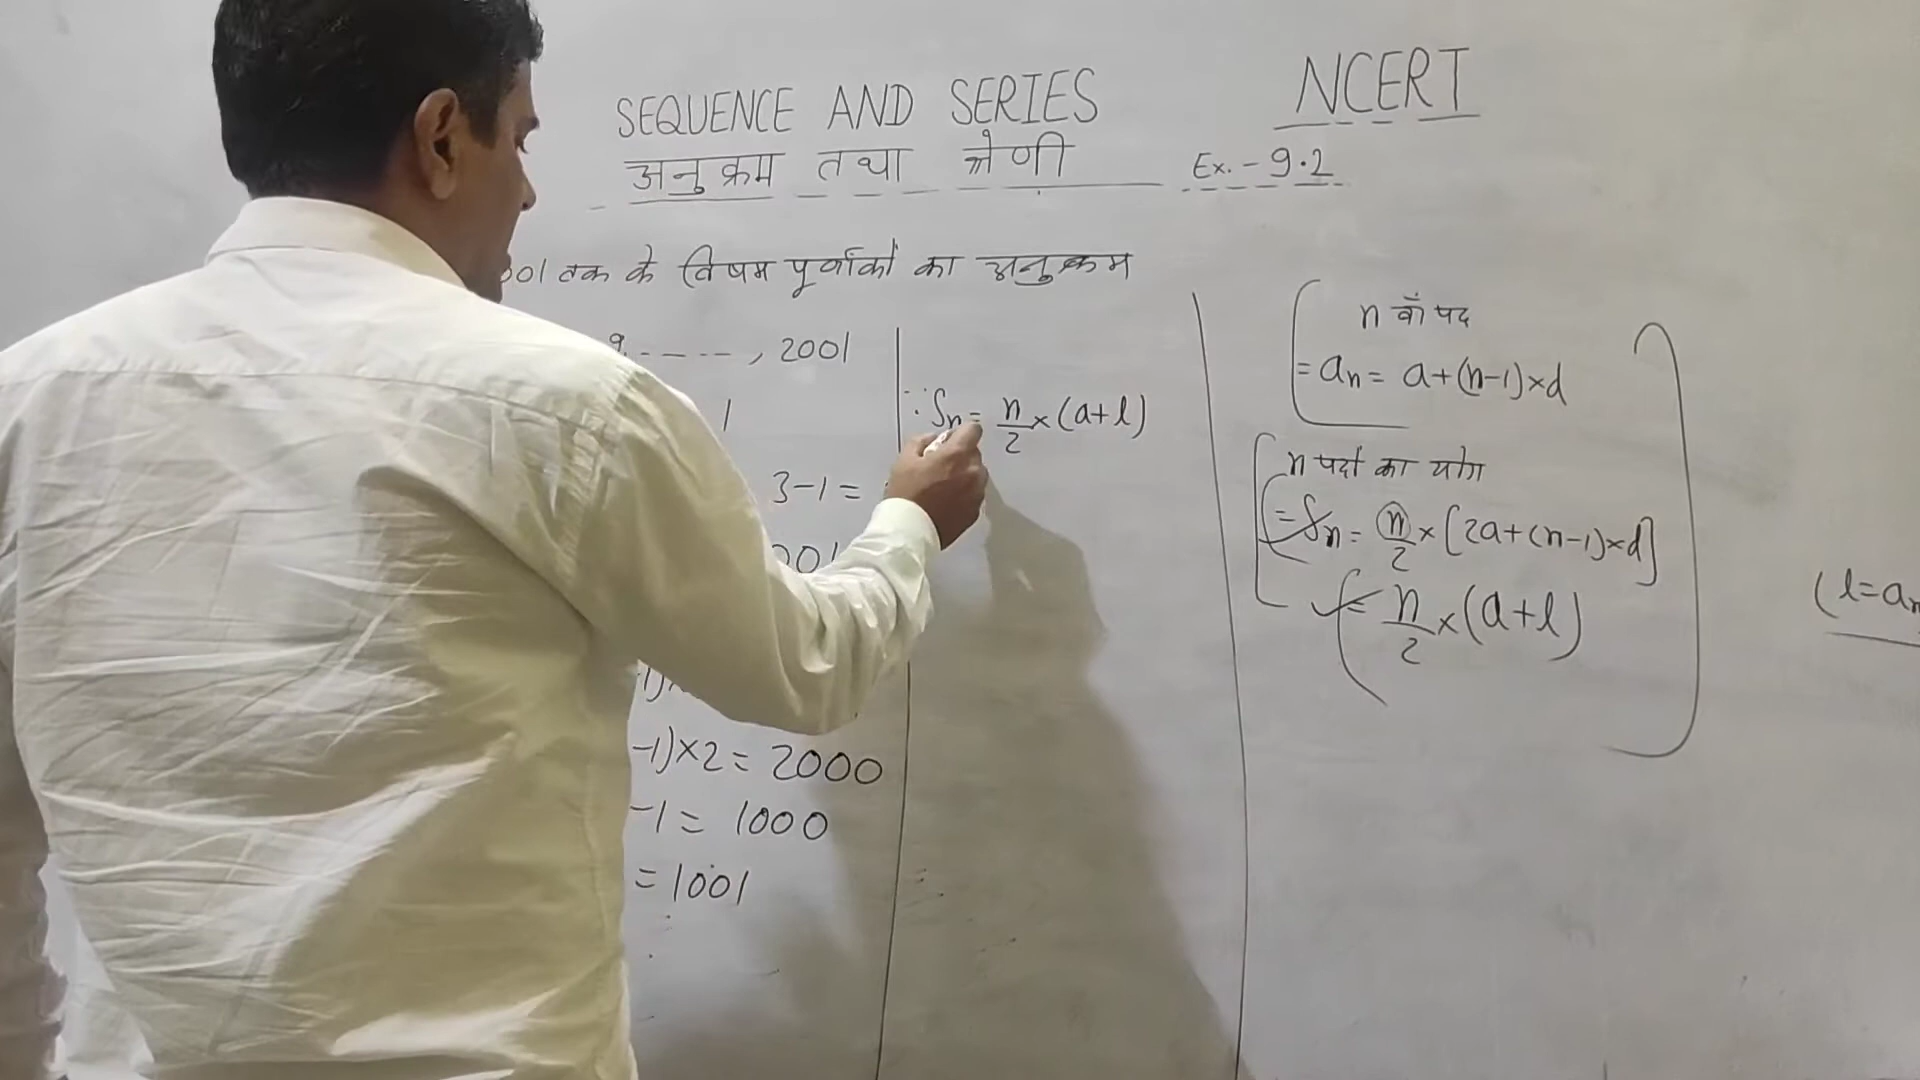 SEQUENCE AND SERIES
अनुक्रम तथा श्रेणी
NCERT
Ex. - 9.2
001 तक के विषम पूर्णांकों का अनुक्रम
9. - - - - , 2001
1
3-1=
001
-1)×2 = 2000
-1 = 1000
= 1001
∵ Sn = n/2 × (a+l)
n वाँ पद
= an = a+(n-1)×d
n पदों का योग
= Sn = n/2 × [2a+(n-1)×d]
= n/2 × (a+l)
(l=an